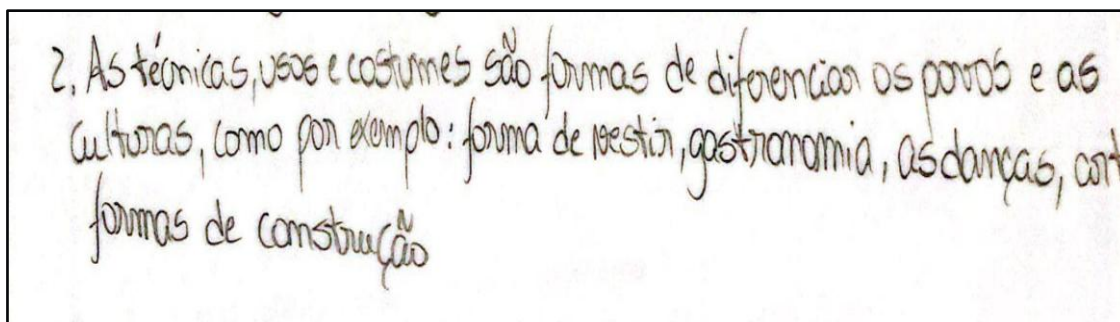 2. As técnicas, usos e costumes são formas de diferenciar os povos e as
culturas, como por exemplo: forma de vestir, gastronomia, as danças,
formas de construção